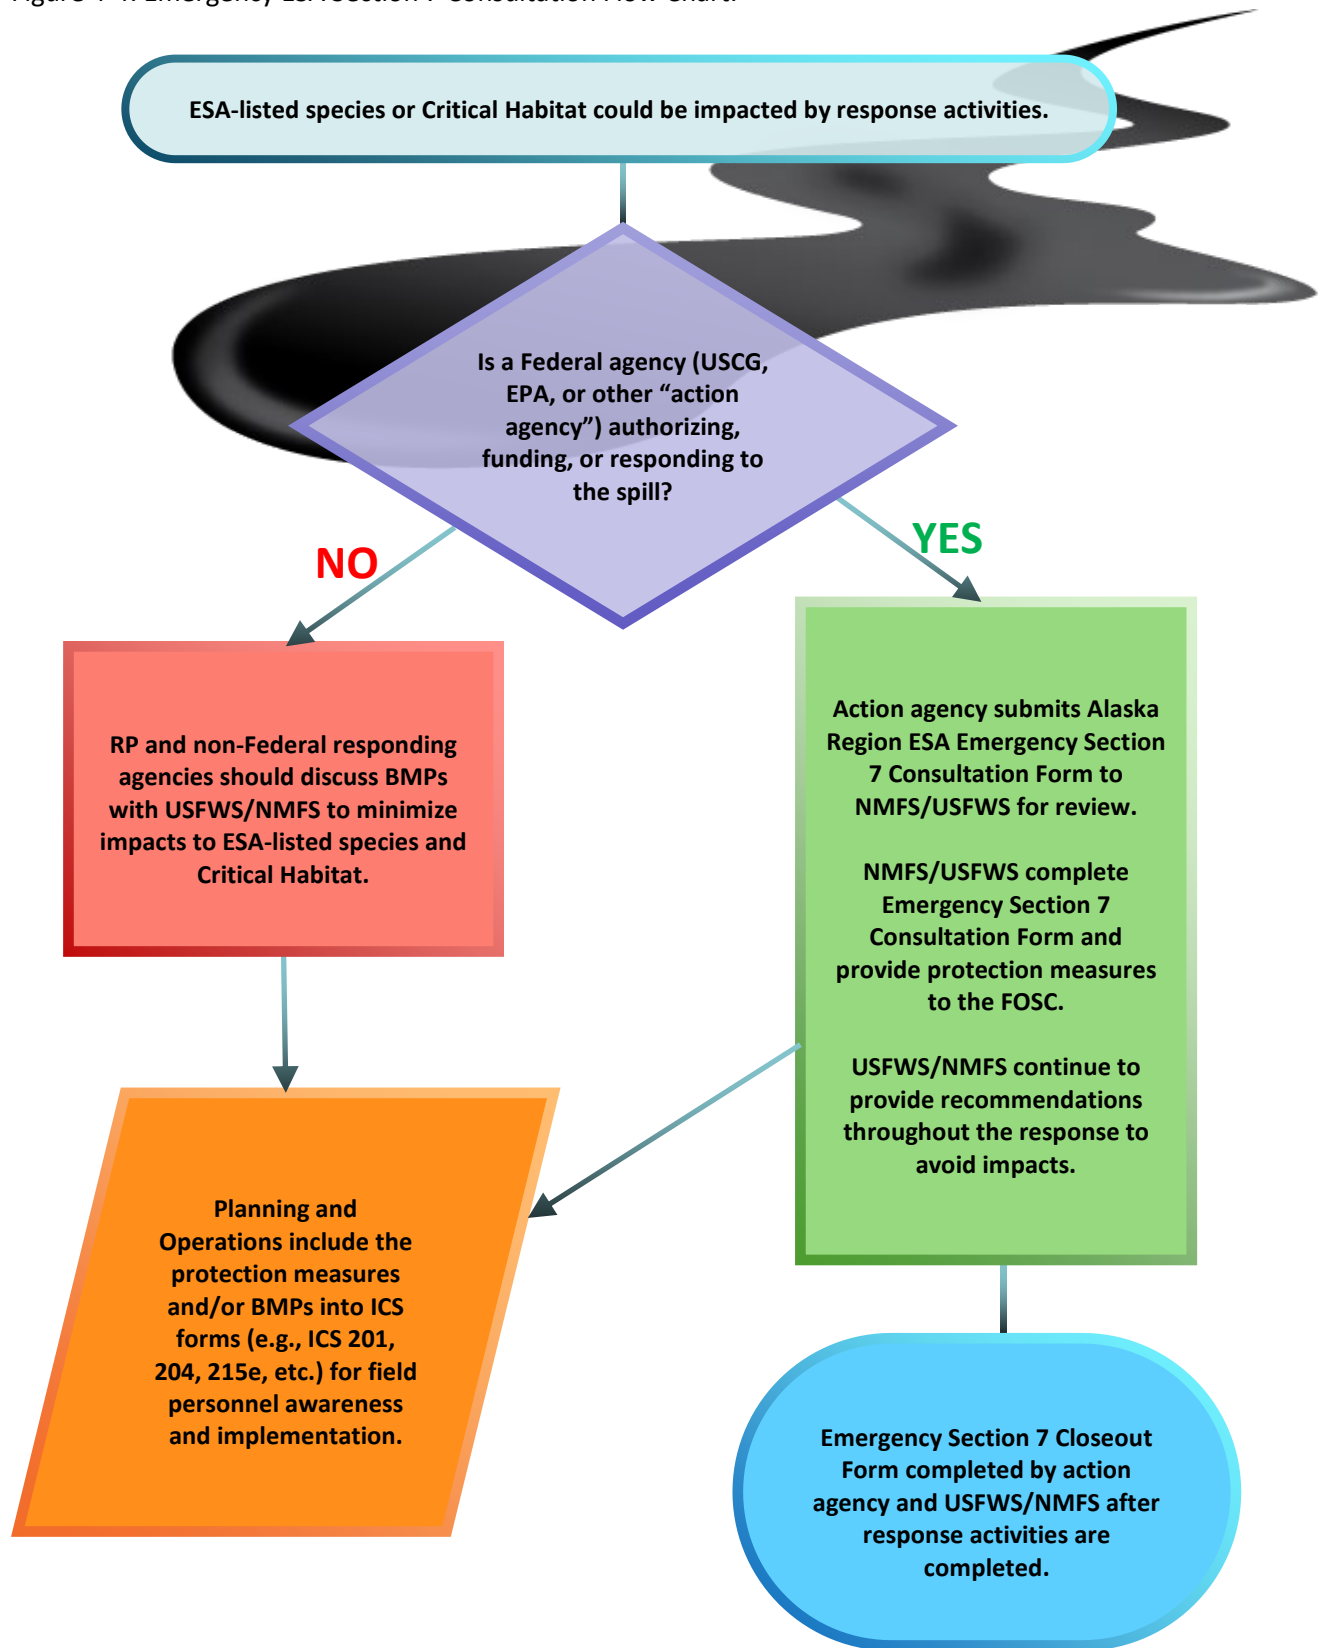 ESA-listed species or Critical Habitat could be impacted by response activities.
Is a Federal agency (USCG,
EPA, or other “action
agency”) authorizing,
funding, or responding to
the spill?
NO
YES
RP and non-Federal responding
agencies should discuss BMPs
with USFWS/NMFS to minimize
impacts to ESA-listed species and
Critical Habitat.
Action agency submits Alaska
Region ESA Emergency Section
7 Consultation Form to
NMFS/USFWS for review.
NMFS/USFWS complete
Emergency Section 7
Consultation Form and
provide protection measures
to the FOSC.
USFWS/NMFS continue to
provide recommendations
throughout the response to
avoid impacts.
Planning and
Operations include the
protection measures
and/or BMPs into ICS
forms (e.g., ICS 201,
204, 215e, etc.) for field
personnel awareness
and implementation.
Emergency Section 7 Closeout
Form completed by action
agency and USFWS/NMFS after
response activities are
completed.